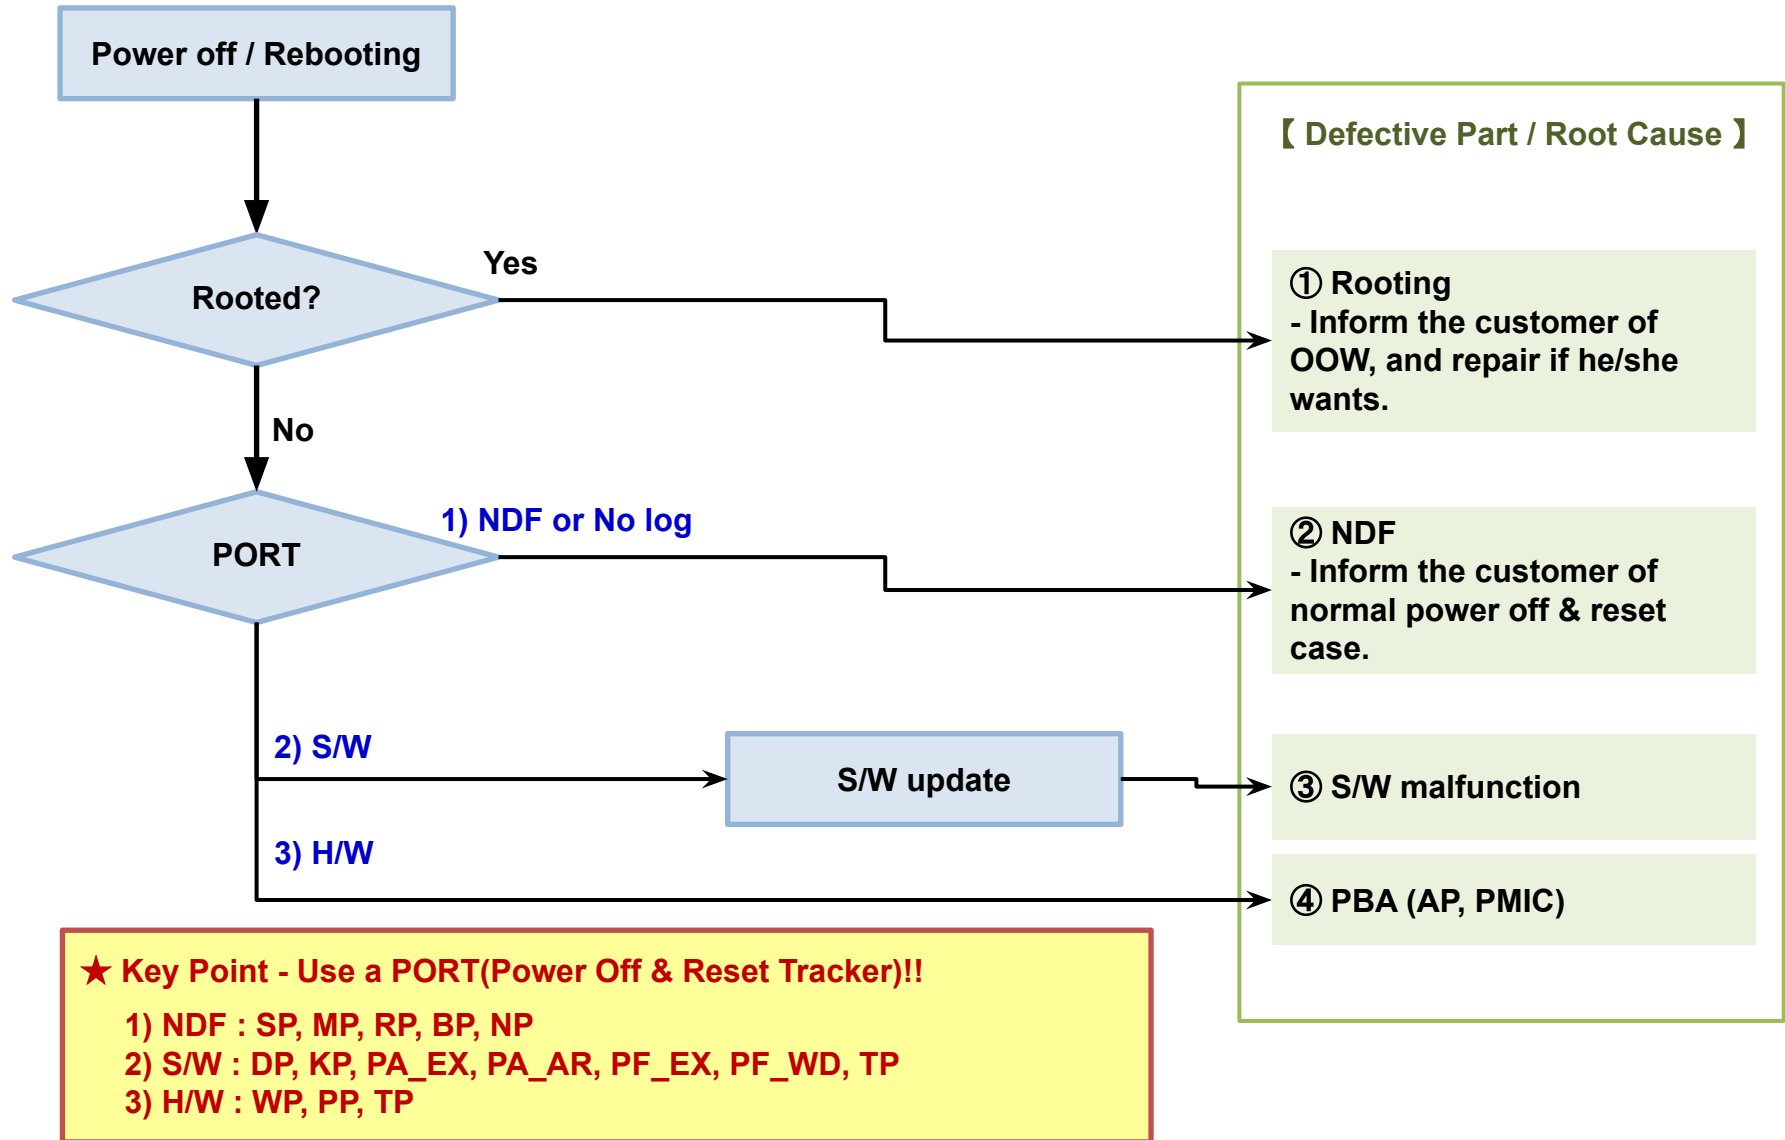 Power off / Rebooting
【 Defective Part / Root Cause 】
Rooted?
Yes
① Rooting
- Inform the customer of
OOW, and repair if he/she
wants.
No
PORT
1) NDF or No log
② NDF
- Inform the customer of
normal power off & reset
case.
2) S/W
S/W update
③ S/W malfunction
3) H/W
④ PBA (AP, PMIC)
★ Key Point - Use a PORT(Power Off & Reset Tracker)!!
1) NDF : SP, MP, RP, BP, NP
2) S/W : DP, KP, PA_EX, PA_AR, PF_EX, PF_WD, TP
3) H/W : WP, PP, TP